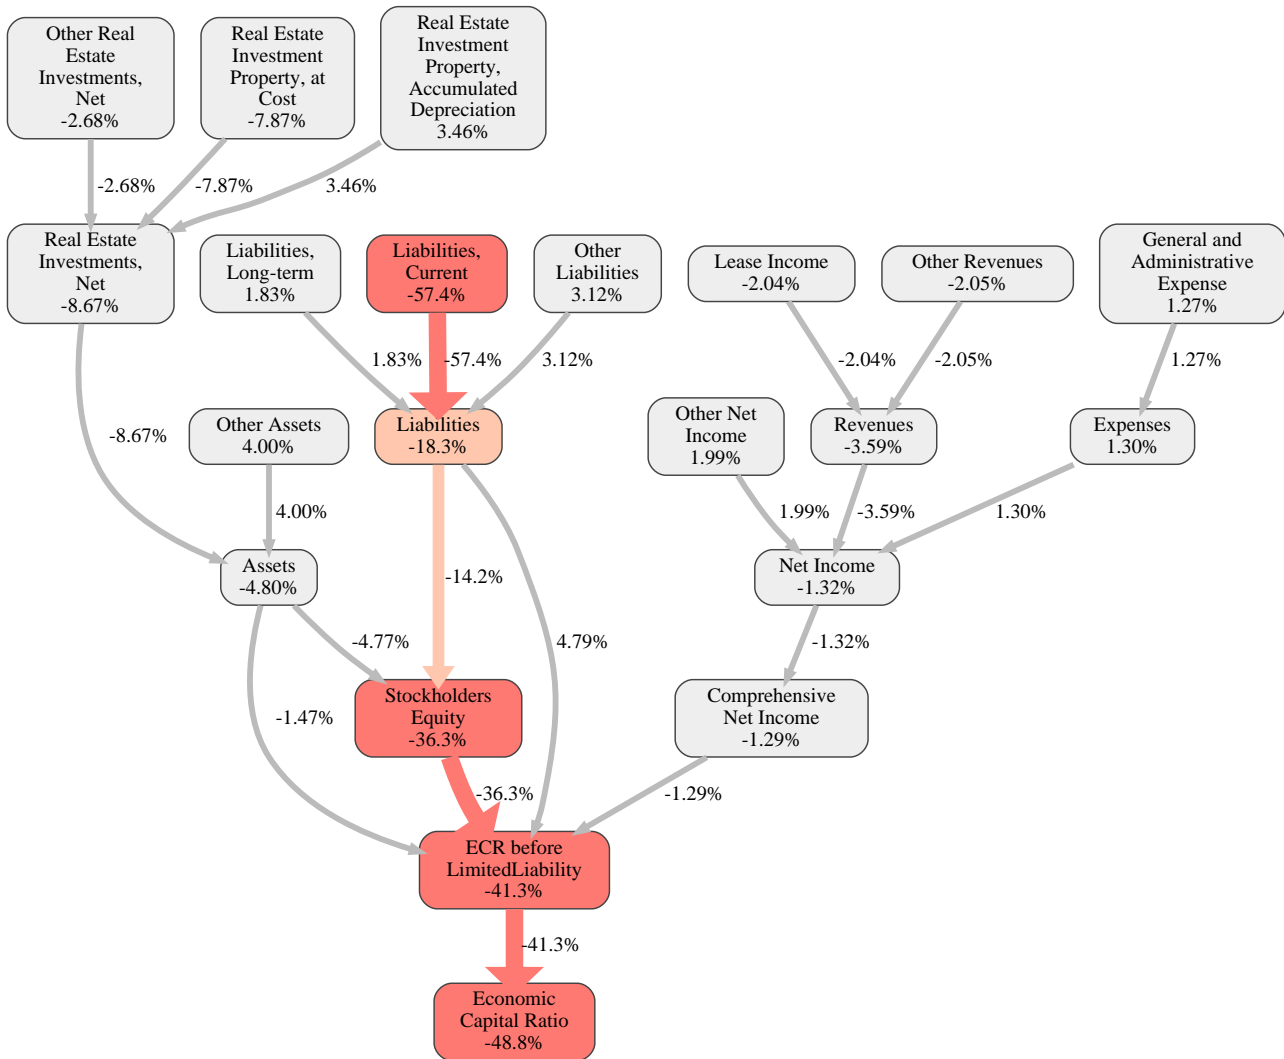 Other Real
Estate
Investments,
Net
-2.68%
Real Estate
Investment
Property, at
Cost
-7.87%
Real Estate
Investment
Property,
Accumulated
Depreciation
3.46%
-2.68%
-7.87%
3.46%
Real Estate
Investments,
Net
-8.67%
Liabilities,
Long-term
1.83%
Liabilities,
Current
-57.4%
Other
Liabilities
3.12%
Lease Income
-2.04%
Other Revenues
-2.05%
General and
Administrative
Expense
1.27%
1.83%
-57.4%
3.12%
-2.04%
-2.05%
1.27%
-8.67%
Other Assets
4.00%
Liabilities
-18.3%
Other Net
Income
1.99%
Revenues
-3.59%
Expenses
1.30%
4.00%
1.99%
-3.59%
1.30%
Assets
-4.80%
-14.2%
Net Income
-1.32%
-4.77%
4.79%
-1.32%
-1.47%
Stockholders
Equity
-36.3%
Comprehensive
Net Income
-1.29%
-36.3%
-1.29%
ECR before
LimitedLiability
-41.3%
-41.3%
Economic
Capital Ratio
-48.8%